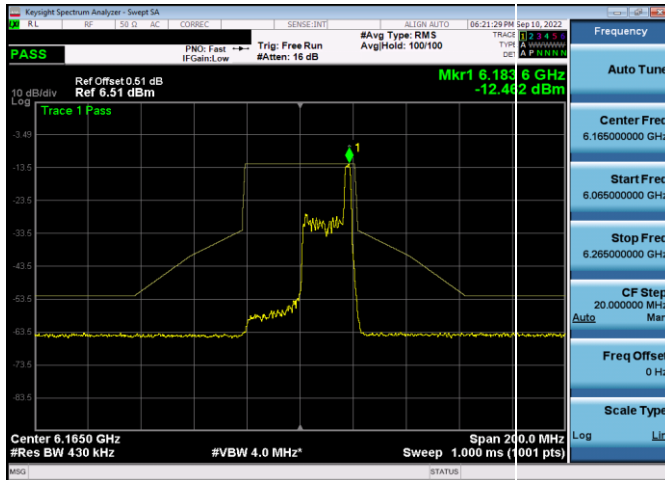 Keysight Spectrum Analyzer - Swept SA
RL RF 50 Ω AC CORREC SENSE:INT ALIGN AUTO 06:21:29 PM Sep 10, 2022
PASS
PNO: Fast
IFGain:Low
Trig: Free Run
#Atten: 16 dB
#Avg Type: RMS
Avg|Hold: 100/100
TRACE 1 2 3 4 5 6
TYPE A WWWWW
DET A P N N N N
Frequency
Mkr1 6.183 6 GHz
-12.462 dBm
Ref Offset 0.51 dB
Ref 6.51 dBm
10 dB/div
Log
Trace 1 Pass
1
-3.49
-13.5
-23.5
-33.5
-43.5
-53.5
-63.5
-73.5
-83.5
Center 6.1650 GHz
#Res BW 430 kHz
#VBW 4.0 MHz*
Span 200.0 MHz
Sweep 1.000 ms (1001 pts)
MSG
STATUS
Auto Tune
Center Freq
6.165000000 GHz
Start Freq
6.065000000 GHz
Stop Freq
6.265000000 GHz
CF Step
20.000000 MHz
Auto Man
Freq Offset
0 Hz
Scale Type
Log Lin